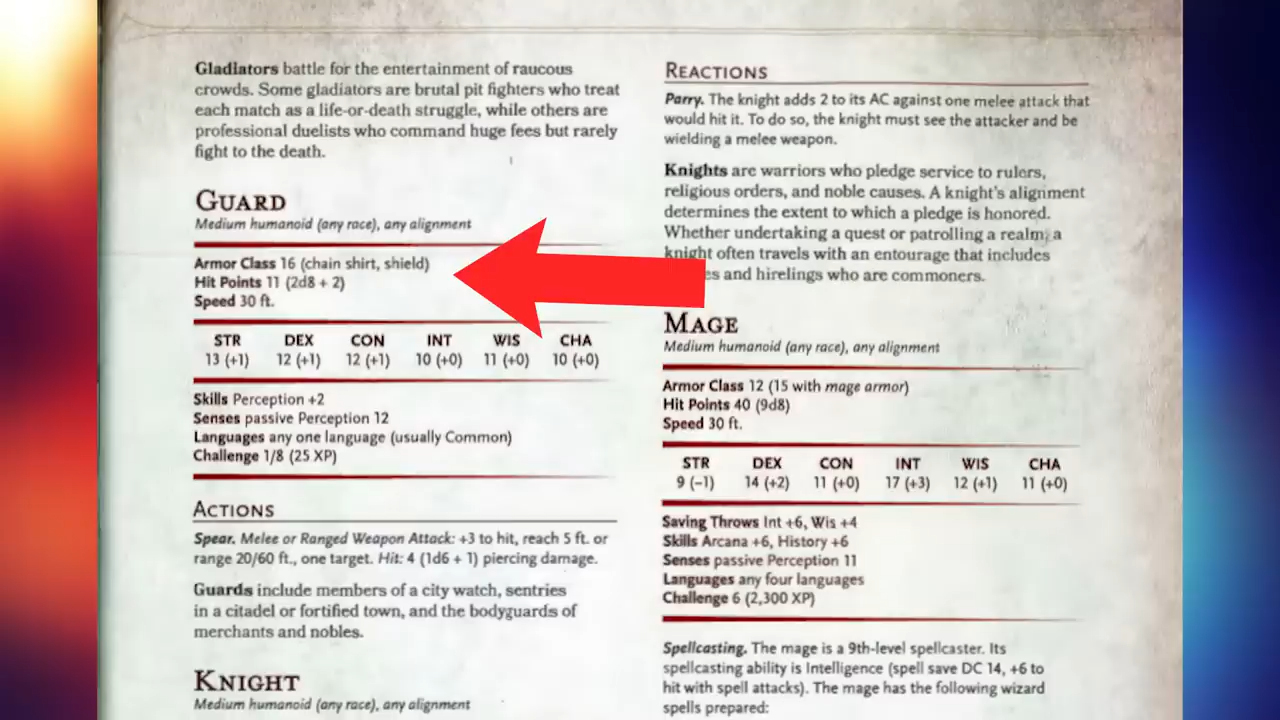 Gladiators battle for the entertainment of raucous
crowds. Some gladiators are brutal pit fighters who treat
each match as a life-or-death struggle, while others are
professional duelists who command huge fees but rarely
fight to the death.
GUARD
Medium humanoid (any race), any alignment
Armor Class 16 (chain shirt, shield)
Hit Points 11 (2d8 + 2)
Speed 30 ft.
STR DEX CON INT WIS CHA
13 (+1) 12 (+1) 12 (+1) 10 (+0) 11 (+0) 10 (+0)
Skills Perception +2
Senses passive Perception 12
Languages any one language (usually Common)
Challenge 1/8 (25 XP)
ACTIONS
Spear. Melee or Ranged Weapon Attack: +3 to hit, reach 5 ft. or
range 20/60 ft., one target. Hit: 4 (1d6 + 1) piercing damage.
Guards include members of a city watch, sentries
in a citadel or fortified town, and the bodyguards of
merchants and nobles.
KNIGHT
Medium humanoid (any race), any alignment
REACTIONS
Parry. The knight adds 2 to its AC against one melee attack that
would hit it. To do so, the knight must see the attacker and be
wielding a melee weapon.
Knights are warriors who pledge service to rulers,
religious orders, and noble causes. A knight's alignment
determines the extent to which a pledge is honored.
Whether undertaking a quest or patrolling a realm, a
knight often travels with an entourage that includes
and hirelings who are commoners.
MAGE
Medium humanoid (any race), any alignment
Armor Class 12 (15 with mage armor)
Hit Points 40 (9d8)
Speed 30 ft.
STR DEX CON INT WIS CHA
9 (−1) 14 (+2) 11 (+0) 17 (+3) 12 (+1) 11 (+0)
Saving Throws Int +6, Wis +4
Skills Arcana +6, History +6
Senses passive Perception 11
Languages any four languages
Challenge 6 (2,300 XP)
Spellcasting. The mage is a 9th-level spellcaster. Its
spellcasting ability is Intelligence (spell save DC 14, +6 to
hit with spell attacks). The mage has the following wizard
spells prepared: